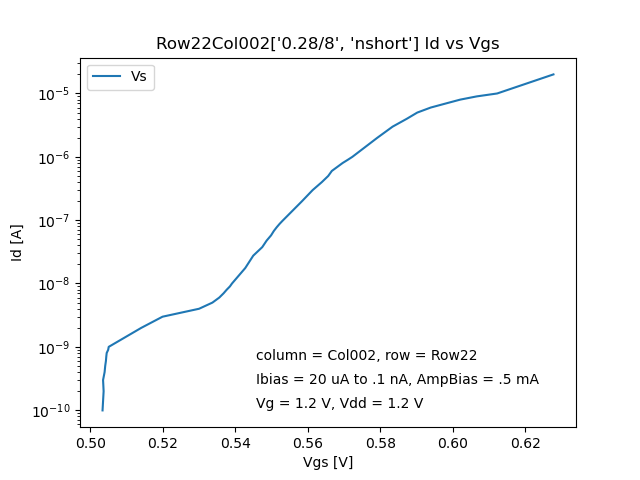 Row22Col002['0.28/8', 'nshort'] Id vs Vgs
Vs
10⁻⁵
10⁻⁶
10⁻⁷
10⁻⁸
10⁻⁹
10⁻¹⁰
Id [A]
column = Col002, row = Row22
Ibias = 20 uA to .1 nA, AmpBias = .5 mA
Vg = 1.2 V, Vdd = 1.2 V
0.50 0.52 0.54 0.56 0.58 0.60 0.62
Vgs [V]